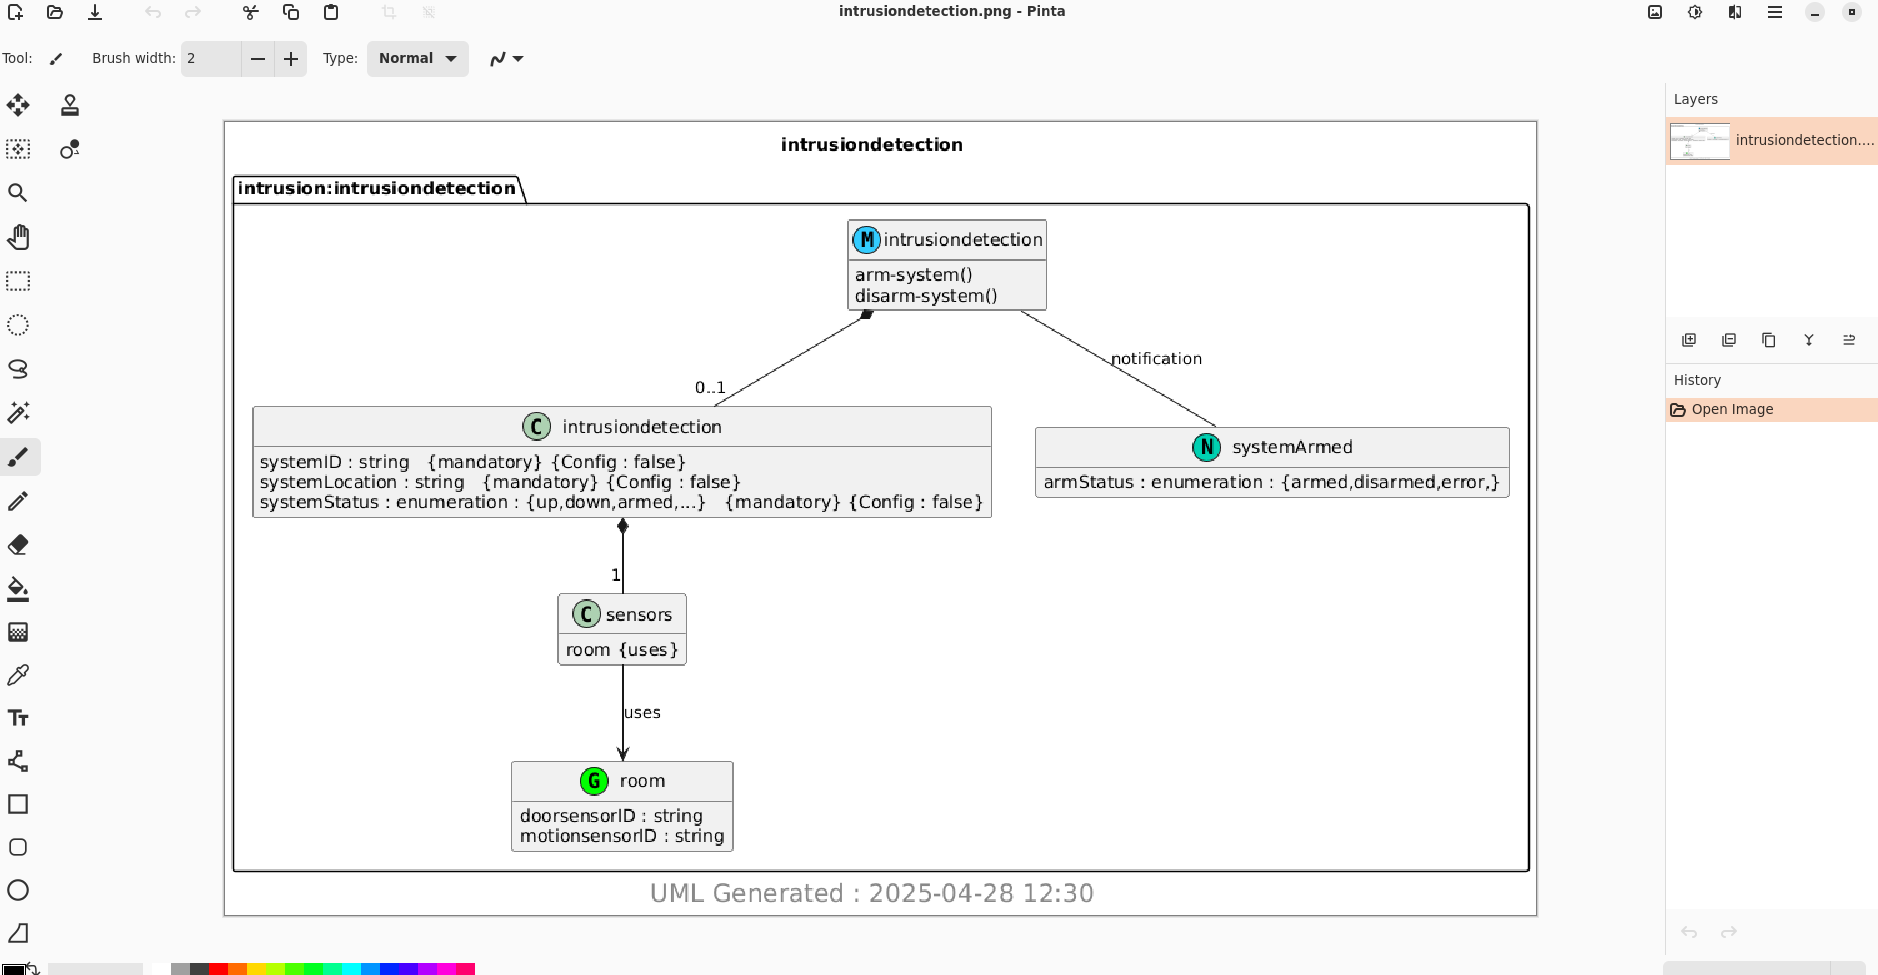 intrusiondetection.png - Pinta
Tool:
Brush width: 2
Type: Normal
Layers
intrusiondetection....
History
Open Image
intrusiondetection
intrusion:intrusiondetection
M intrusiondetection
arm-system()
disarm-system()
notification
0..1
C intrusiondetection
systemID : string {mandatory} {Config : false}
systemLocation : string {mandatory} {Config : false}
systemStatus : enumeration : {up,down,armed,...} {mandatory} {Config : false}
N systemArmed
armStatus : enumeration : {armed,disarmed,error,}
1
C sensors
room {uses}
uses
G room
doorsensorID : string
motionsensorID : string
UML Generated : 2025-04-28 12:30